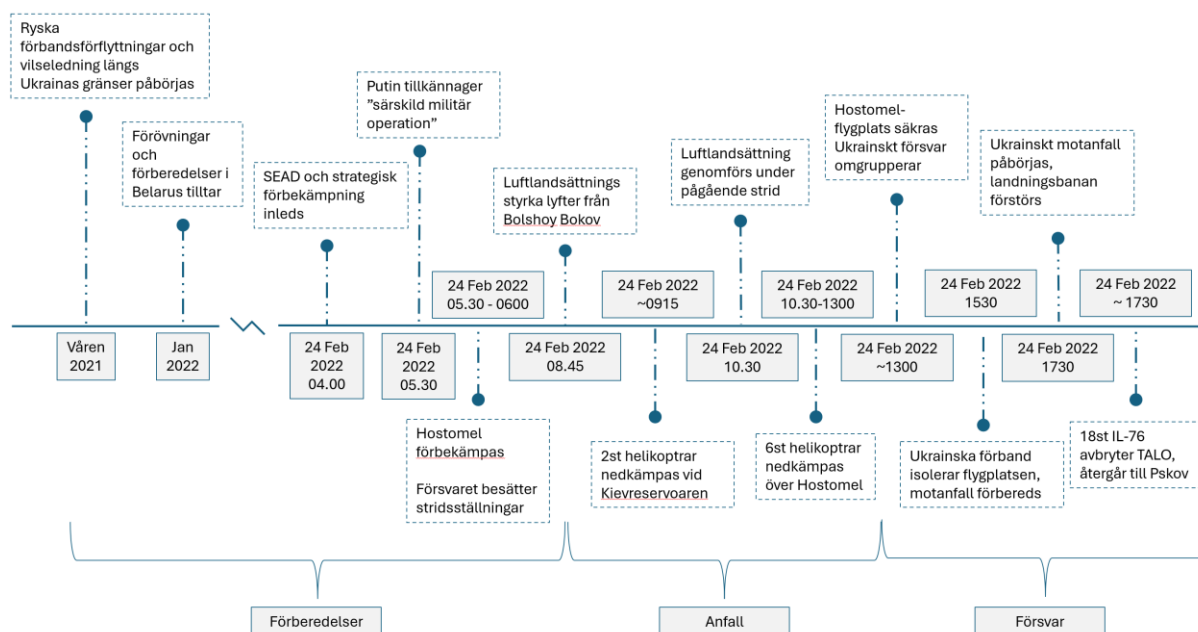 Ryska
förbandsförflyttningar och
vilseledning längs
Ukrainas gränser påbörjas
Förövningar
och
förberedelser i
Belarus tilltar
SEAD och strategisk
förbekämpning
inleds
Putin tillkännager
”särskild militär
operation”
Luftlandsättnings
styrka lyfter från
Bolshoy Bokov
Luftlandsättning
genomförs under
pågående strid
Hostomel-
flygplats säkras
Ukrainskt försvar
omgrupperar
Ukrainskt motanfall
påbörjas,
landningsbanan
förstörs
24 Feb 2022
05.30 - 0600
24 Feb 2022
~0915
24 Feb 2022
10.30-1300
24 Feb 2022
1530
24 Feb 2022
~ 1730
Våren
2021
Jan
2022
24 Feb
2022
04.00
24 Feb
2022
05.30
24 Feb 2022
08.45
24 Feb 2022
10.30
24 Feb 2022
~1300
24 Feb 2022
1730
Hostomel
förbekämpas
Försvaret besätter
stridsställningar
2st helikoptrar
nedkämpas vid
Kievreservoaren
6st helikoptrar
nedkämpas
över Hostomel
Ukrainska förband
isolerar flygplatsen,
motanfall förbereds
18st IL-76
avbryter TALO,
återgår till Pskov
Förberedelser
Anfall
Försvar